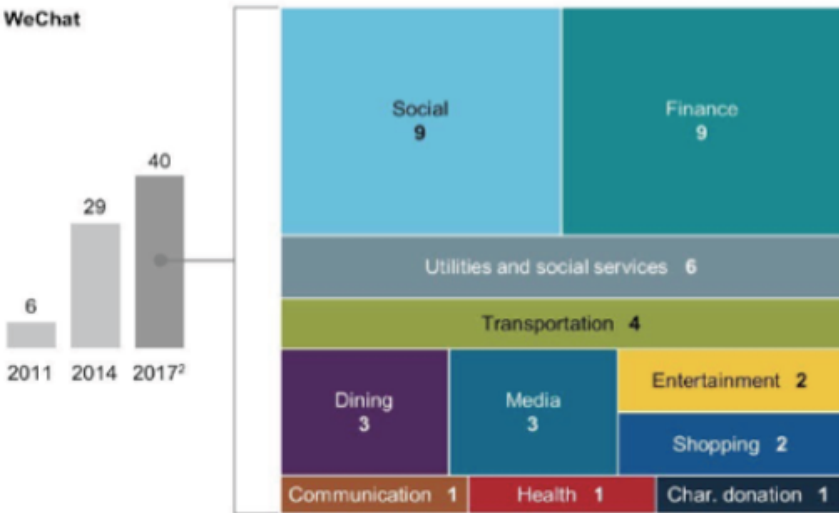 WeChat
6
29
40
2011
2014
2017²
Social
9
Finance
9
Utilities and social services 6
Transportation 4
Dining
3
Media
3
Entertainment 2
Shopping 2
Communication 1
Health 1
Char. donation 1